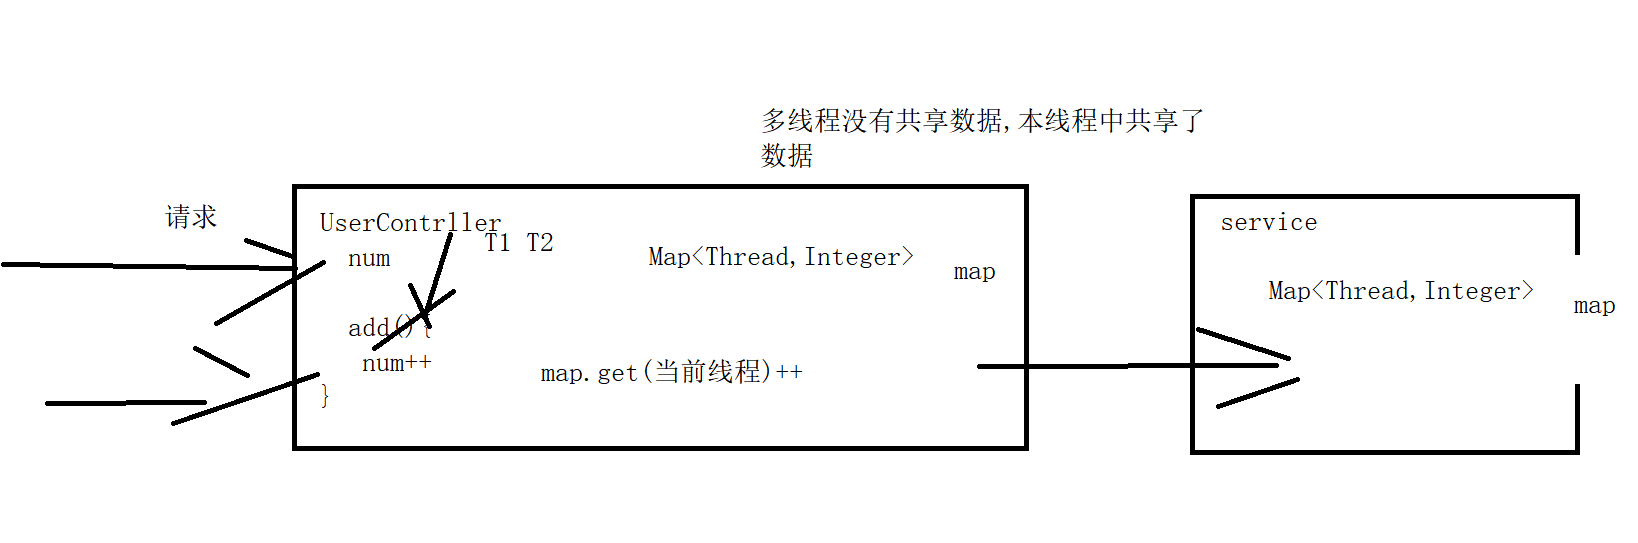 多线程没有共享数据,本线程中共享了
数据
请求
UserContrller
T1 T2
num
Map<Thread,Integer>
map
add(){
num++
map.get(当前线程)++
}
service
Map<Thread,Integer>
map